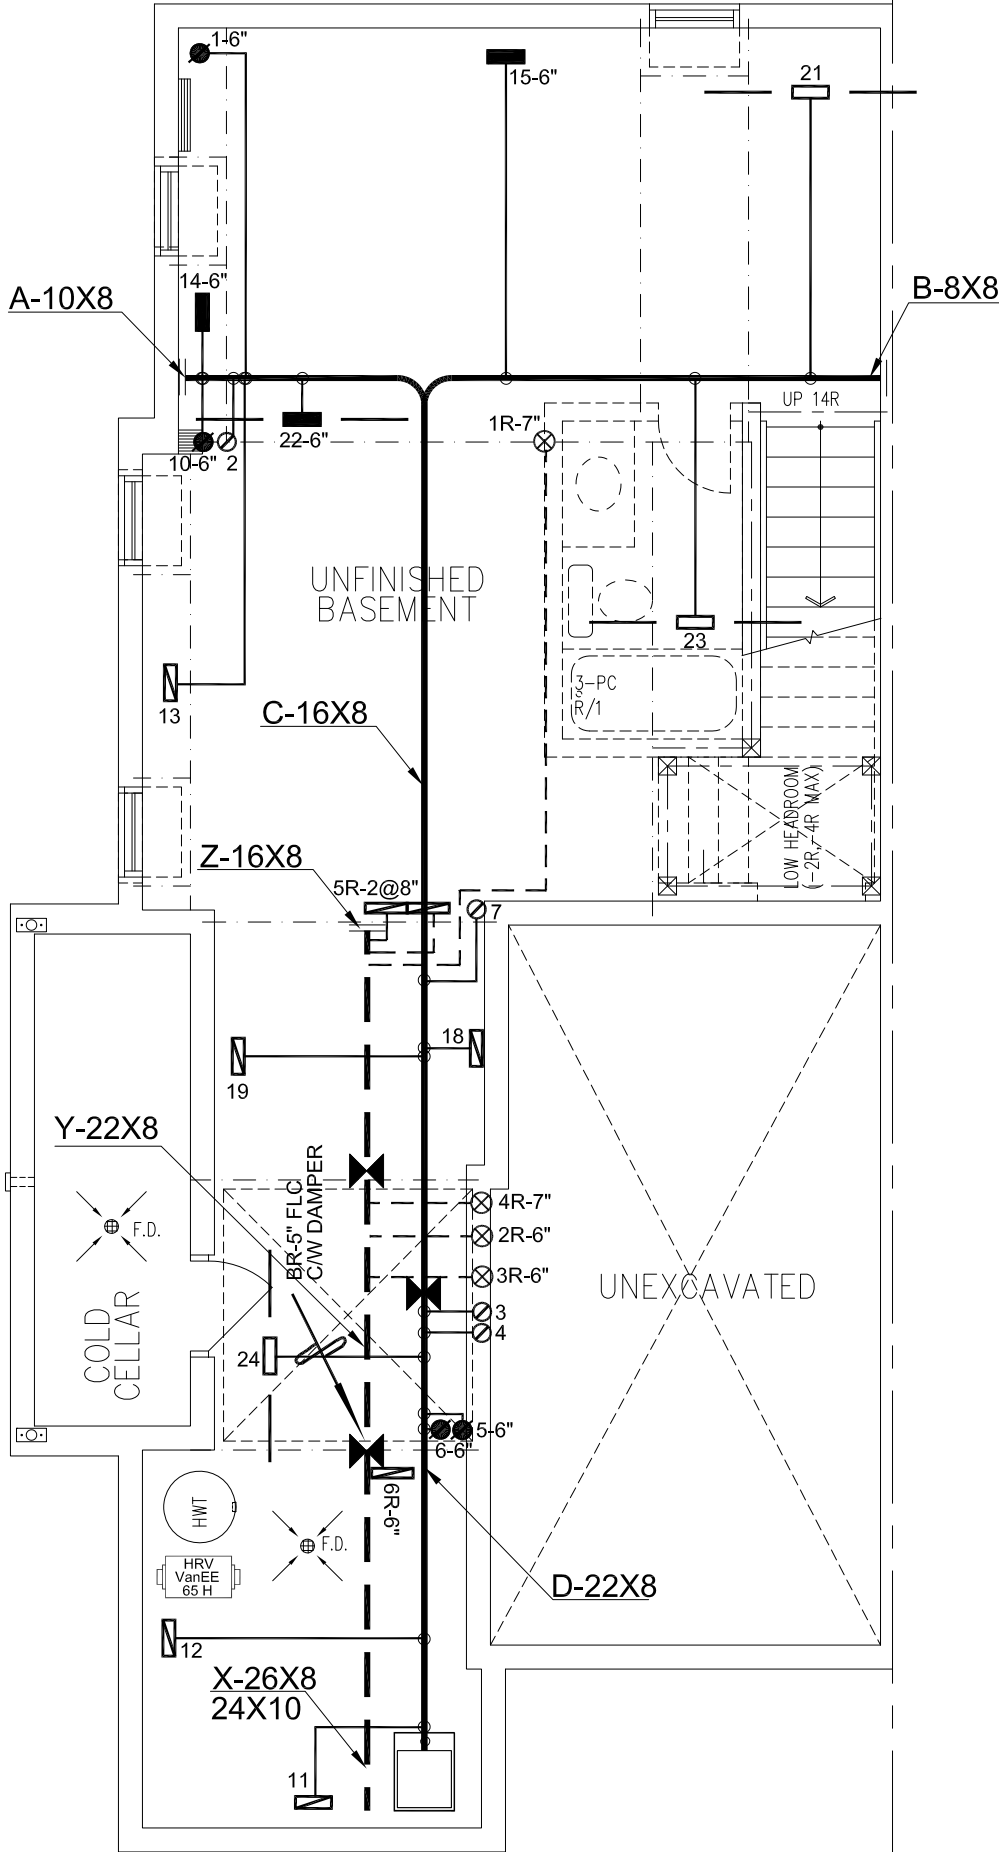 1-6"
15-6"
21
14-6"
A-10X8
B-8X8
UP 14R
1R-7"
22-6"
10-6"
2
UNFINISHED
BASEMENT
23
3-PC
R/1
13
C-16X8
LOW HEADROOM
(-2R,-4R MAX)
Z-16X8
5R-2@8"
7
18
19
Y-22X8
BR-5" FLC
C/W DAMPER
4R-7"
F.D.
2R-6"
3R-6"
UNEXCAVATED
COLD
CELLAR
3
4
24
5-6"
6-6"
6R-6"
HWT
F.D.
HRV
VanEE
65 H
D-22X8
12
X-26X8
24X10
11